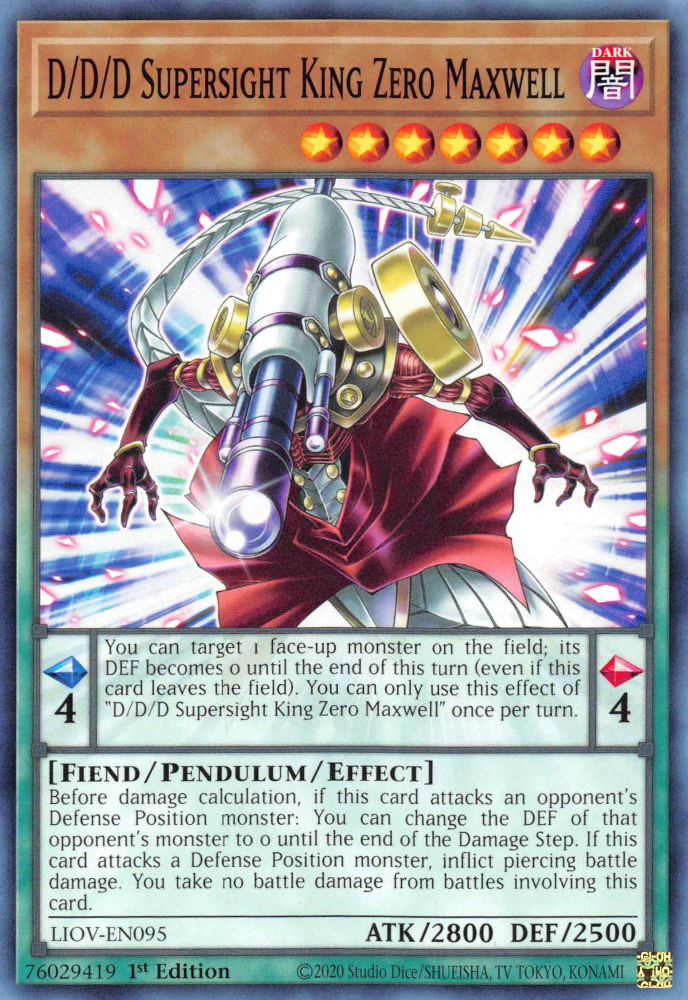 D/D/D Supersight King Zero Maxwell
DARK
闇
You can target 1 face-up monster on the field; its
DEF becomes 0 until the end of this turn (even if this
card leaves the field). You can only use this effect of
"D/D/D Supersight King Zero Maxwell" once per turn.
4
4
[Fiend/Pendulum/Effect]
Before damage calculation, if this card attacks an opponent's
Defense Position monster: You can change the DEF of that
opponent's monster to 0 until the end of the Damage Step. If this
card attacks a Defense Position monster, inflict piercing battle
damage. You take no battle damage from battles involving this
card.
LIOV-EN095
ATK/2800 DEF/2500
76029419 1st Edition
©2020 Studio Dice/SHUEISHA, TV TOKYO, KONAMI